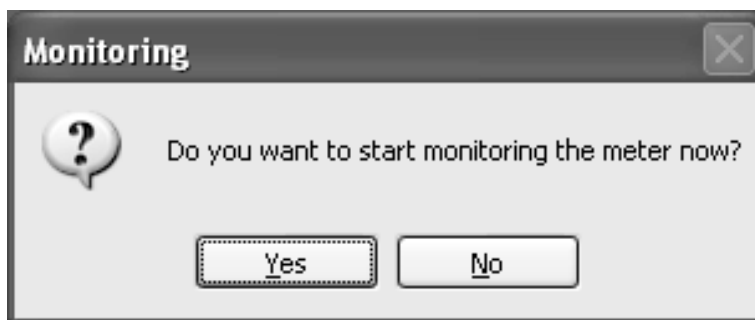 Monitoring
Do you want to start monitoring the meter now?
Yes No